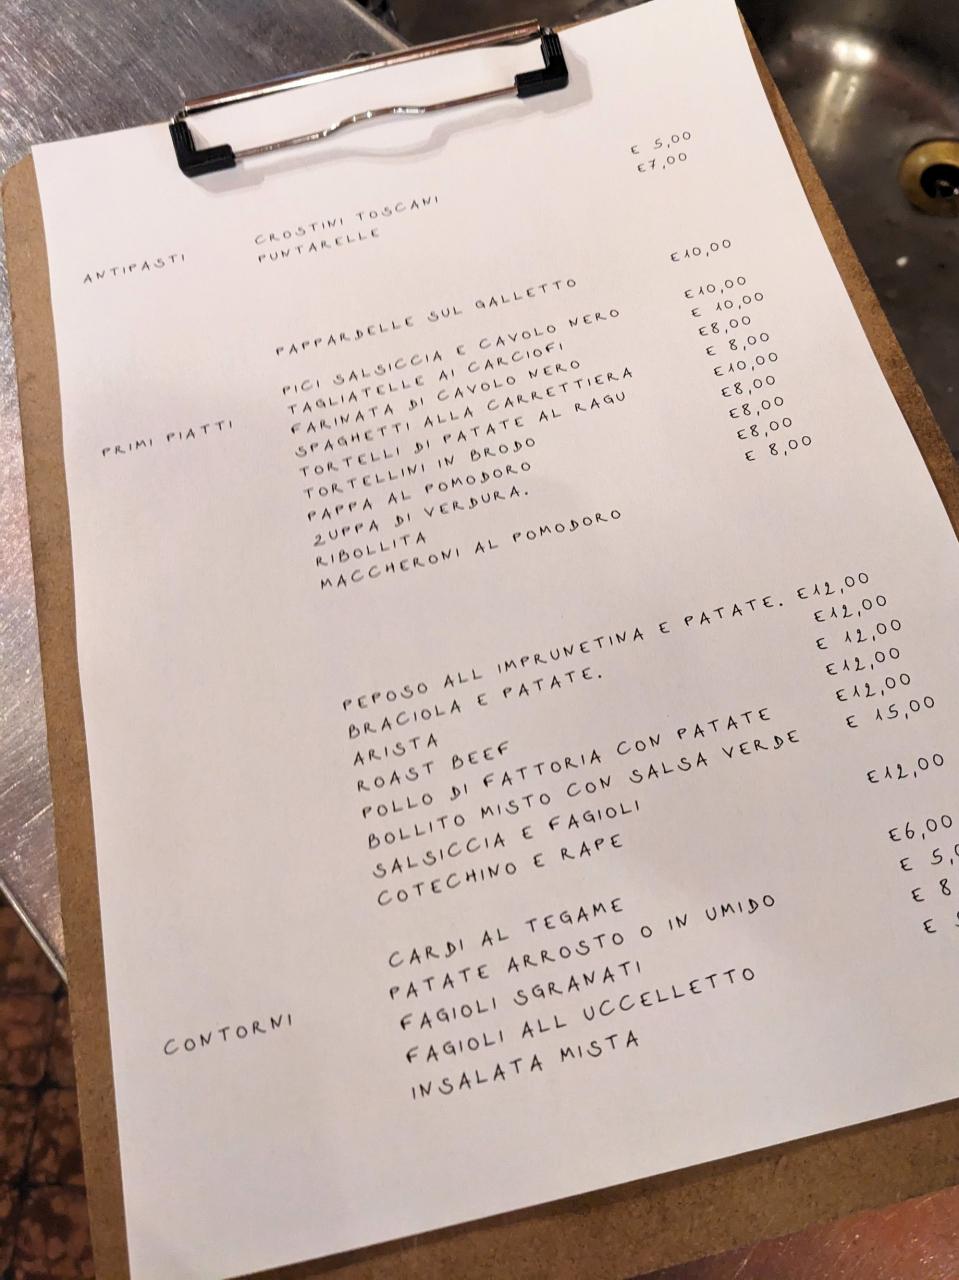 ANTIPASTI CROSTINI TOSCANI € 5,00
PUNTARELLE €7,00
PAPPARDELLE SUL GALLETTO €10,00
PICI SALSICCIA E CAVOLO NERO €10,00
PRIMI PIATTI TAGLIATELLE AI CARCIOFI € 10,00
FARINATA DI CAVOLO NERO €8,00
SPAGHETTI ALLA CARRETTIERA € 8,00
TORTELLI DI PATATE AL RAGU €10,00
TORTELLINI IN BRODO €8,00
PAPPA AL POMODORO €8,00
ZUPPA DI VERDURA. €8,00
RIBOLLITA € 8,00
MACCHERONI AL POMODORO
PEPOSO ALL IMPRUNETINA E PATATE. €12,00
BRACIOLA E PATATE. €12,00
ARISTA € 12,00
ROAST BEEF €12,00
POLLO DI FATTORIA CON PATATE €12,00
BOLLITO MISTO CON SALSA VERDE € 15,00
SALSICCIA E FAGIOLI
COTECHINO E RAPE €12,00
CARDI AL TEGAME €6,00
CONTORNI PATATE ARROSTO O IN UMIDO € 5,0
FAGIOLI SGRANATI € 8
FAGIOLI ALL UCCELLETTO €
INSALATA MISTA